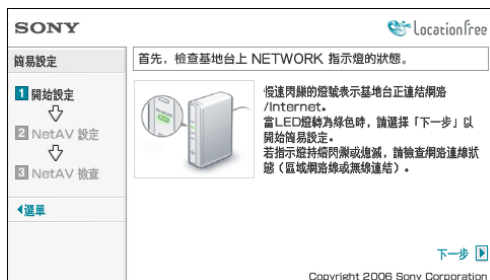 SONY
LocationFree
簡易設定
首先，檢查基地台上 NETWORK 指示燈的狀態。
1 開始設定
2 NetAV 設定
3 NetAV 檢查
選單
慢速閃爍的燈號表示基地台正連結網路
/Internet。
當LED燈轉為綠色時，請選擇「下一步」以
開始簡易設定。
若指示燈持續閃爍或熄滅，請檢查網路連線狀
態（區域網路線或無線連結）。
下一步
Copyright 2006 Sony Corporation